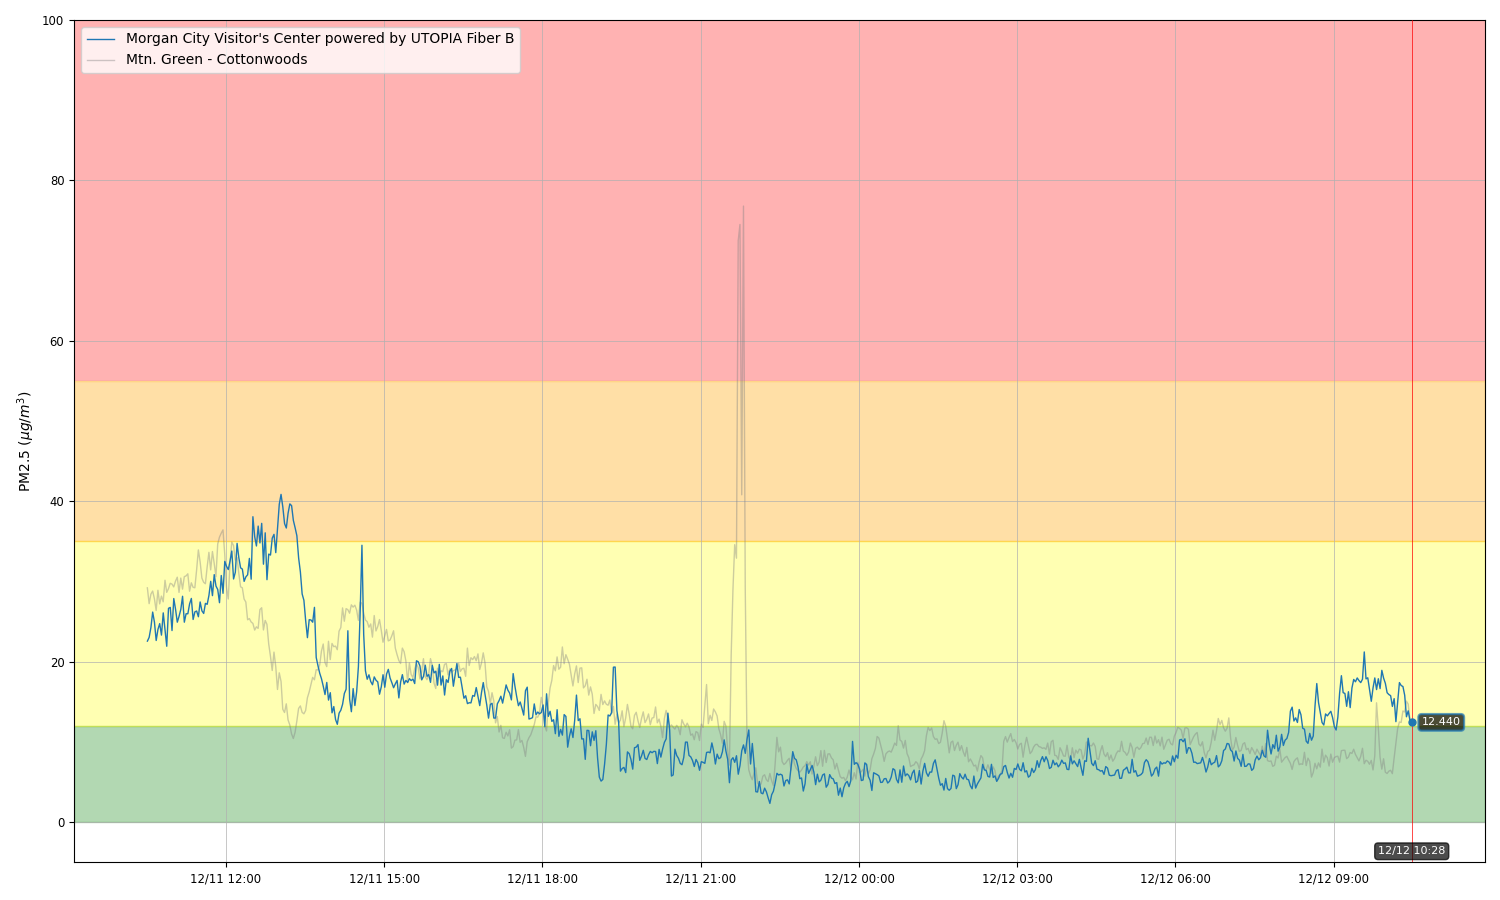 100
Morgan City Visitor's Center powered by UTOPIA Fiber B
Mtn. Green - Cottonwoods
80
60
PM2.5 (μg/m³)
40
20
12.440
0
12/12 10:28
12/11 12:00 12/11 15:00 12/11 18:00 12/11 21:00 12/12 00:00 12/12 03:00 12/12 06:00 12/12 09:00